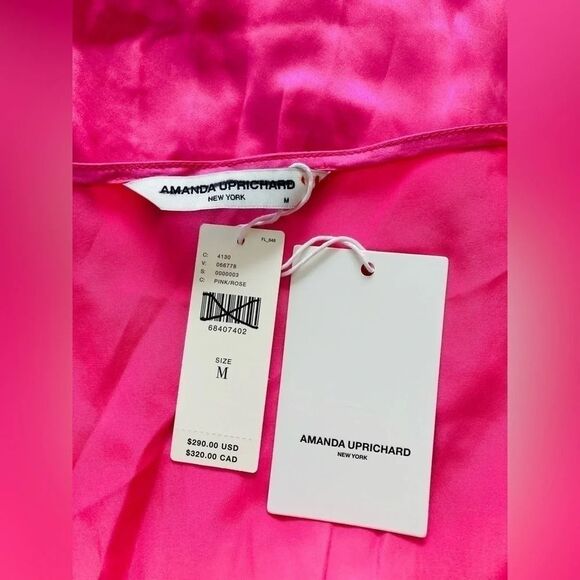 AMANDA UPRICHARD
NEW YORK
M
FL_848
C: 4130
V: 066778
S: 0000003
C: PINK/ROSE
68407402
SIZE
M
$290.00 USD
$320.00 CAD
AMANDA UPRICHARD
NEW YORK